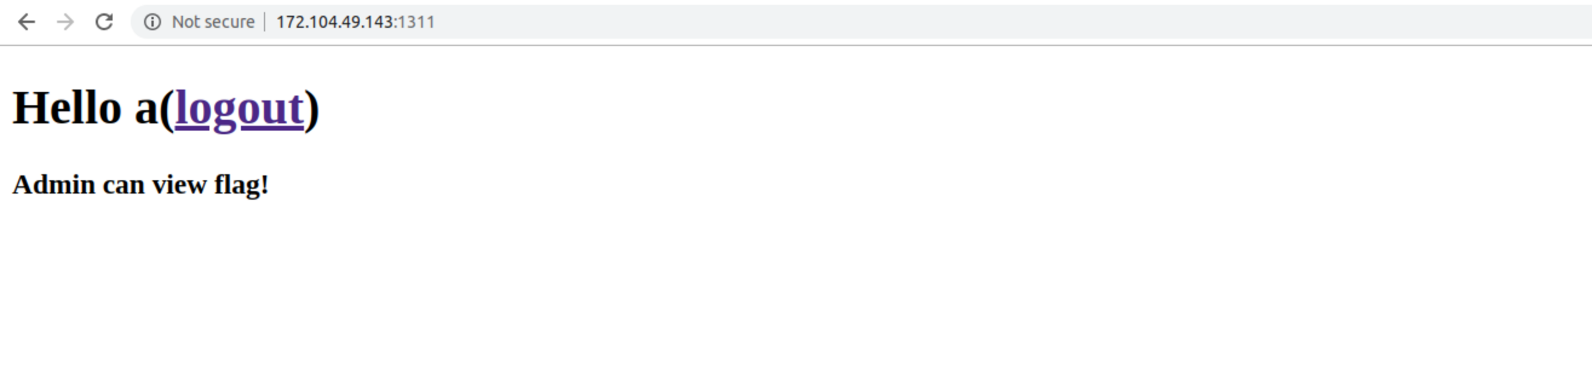 Not secure | 172.104.49.143:1311
Hello a(logout)
Admin can view flag!